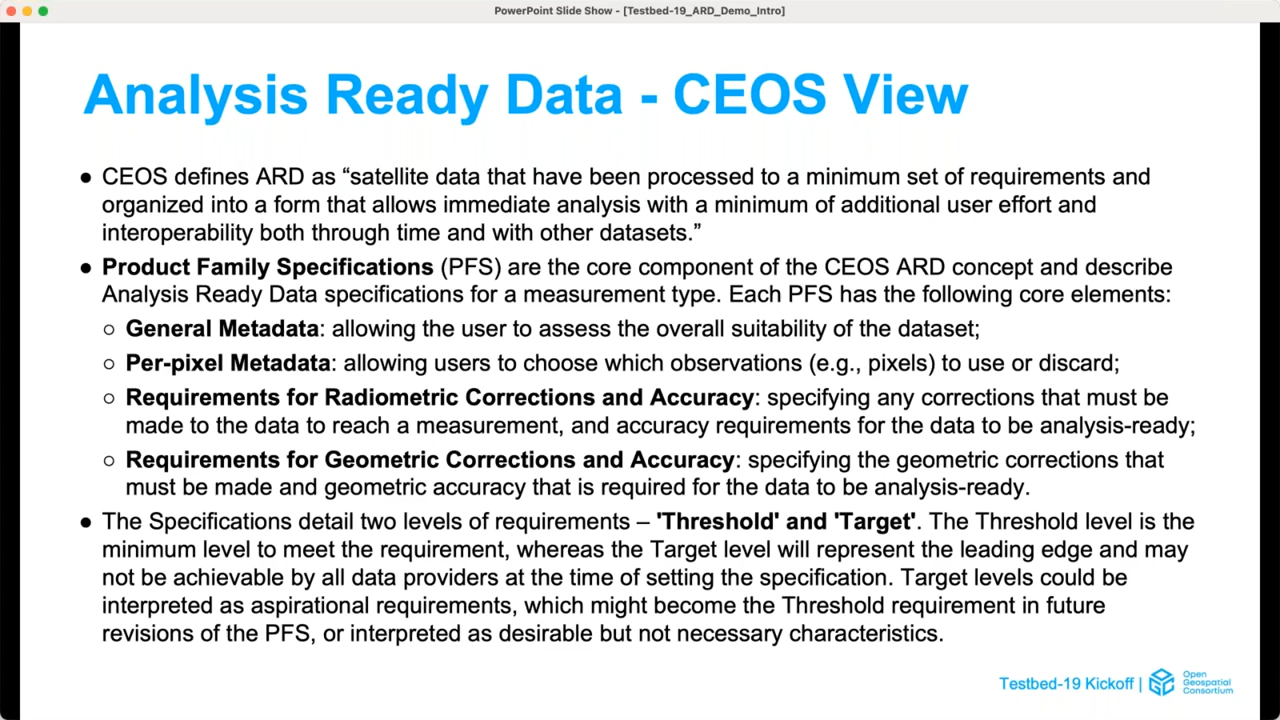 PowerPoint Slide Show - [Testbed-19_ARD_Demo_Intro]
Analysis Ready Data - CEOS View
● CEOS defines ARD as “satellite data that have been processed to a minimum set of requirements and
organized into a form that allows immediate analysis with a minimum of additional user effort and
interoperability both through time and with other datasets.”
● Product Family Specifications (PFS) are the core component of the CEOS ARD concept and describe
Analysis Ready Data specifications for a measurement type. Each PFS has the following core elements:
○ General Metadata: allowing the user to assess the overall suitability of the dataset;
○ Per-pixel Metadata: allowing users to choose which observations (e.g., pixels) to use or discard;
○ Requirements for Radiometric Corrections and Accuracy: specifying any corrections that must be
made to the data to reach a measurement, and accuracy requirements for the data to be analysis-ready;
○ Requirements for Geometric Corrections and Accuracy: specifying the geometric corrections that
must be made and geometric accuracy that is required for the data to be analysis-ready.
● The Specifications detail two levels of requirements – 'Threshold' and 'Target'. The Threshold level is the
minimum level to meet the requirement, whereas the Target level will represent the leading edge and may
not be achievable by all data providers at the time of setting the specification. Target levels could be
interpreted as aspirational requirements, which might become the Threshold requirement in future
revisions of the PFS, or interpreted as desirable but not necessary characteristics.
Testbed-19 Kickoff |
Open
Geospatial
Consortium